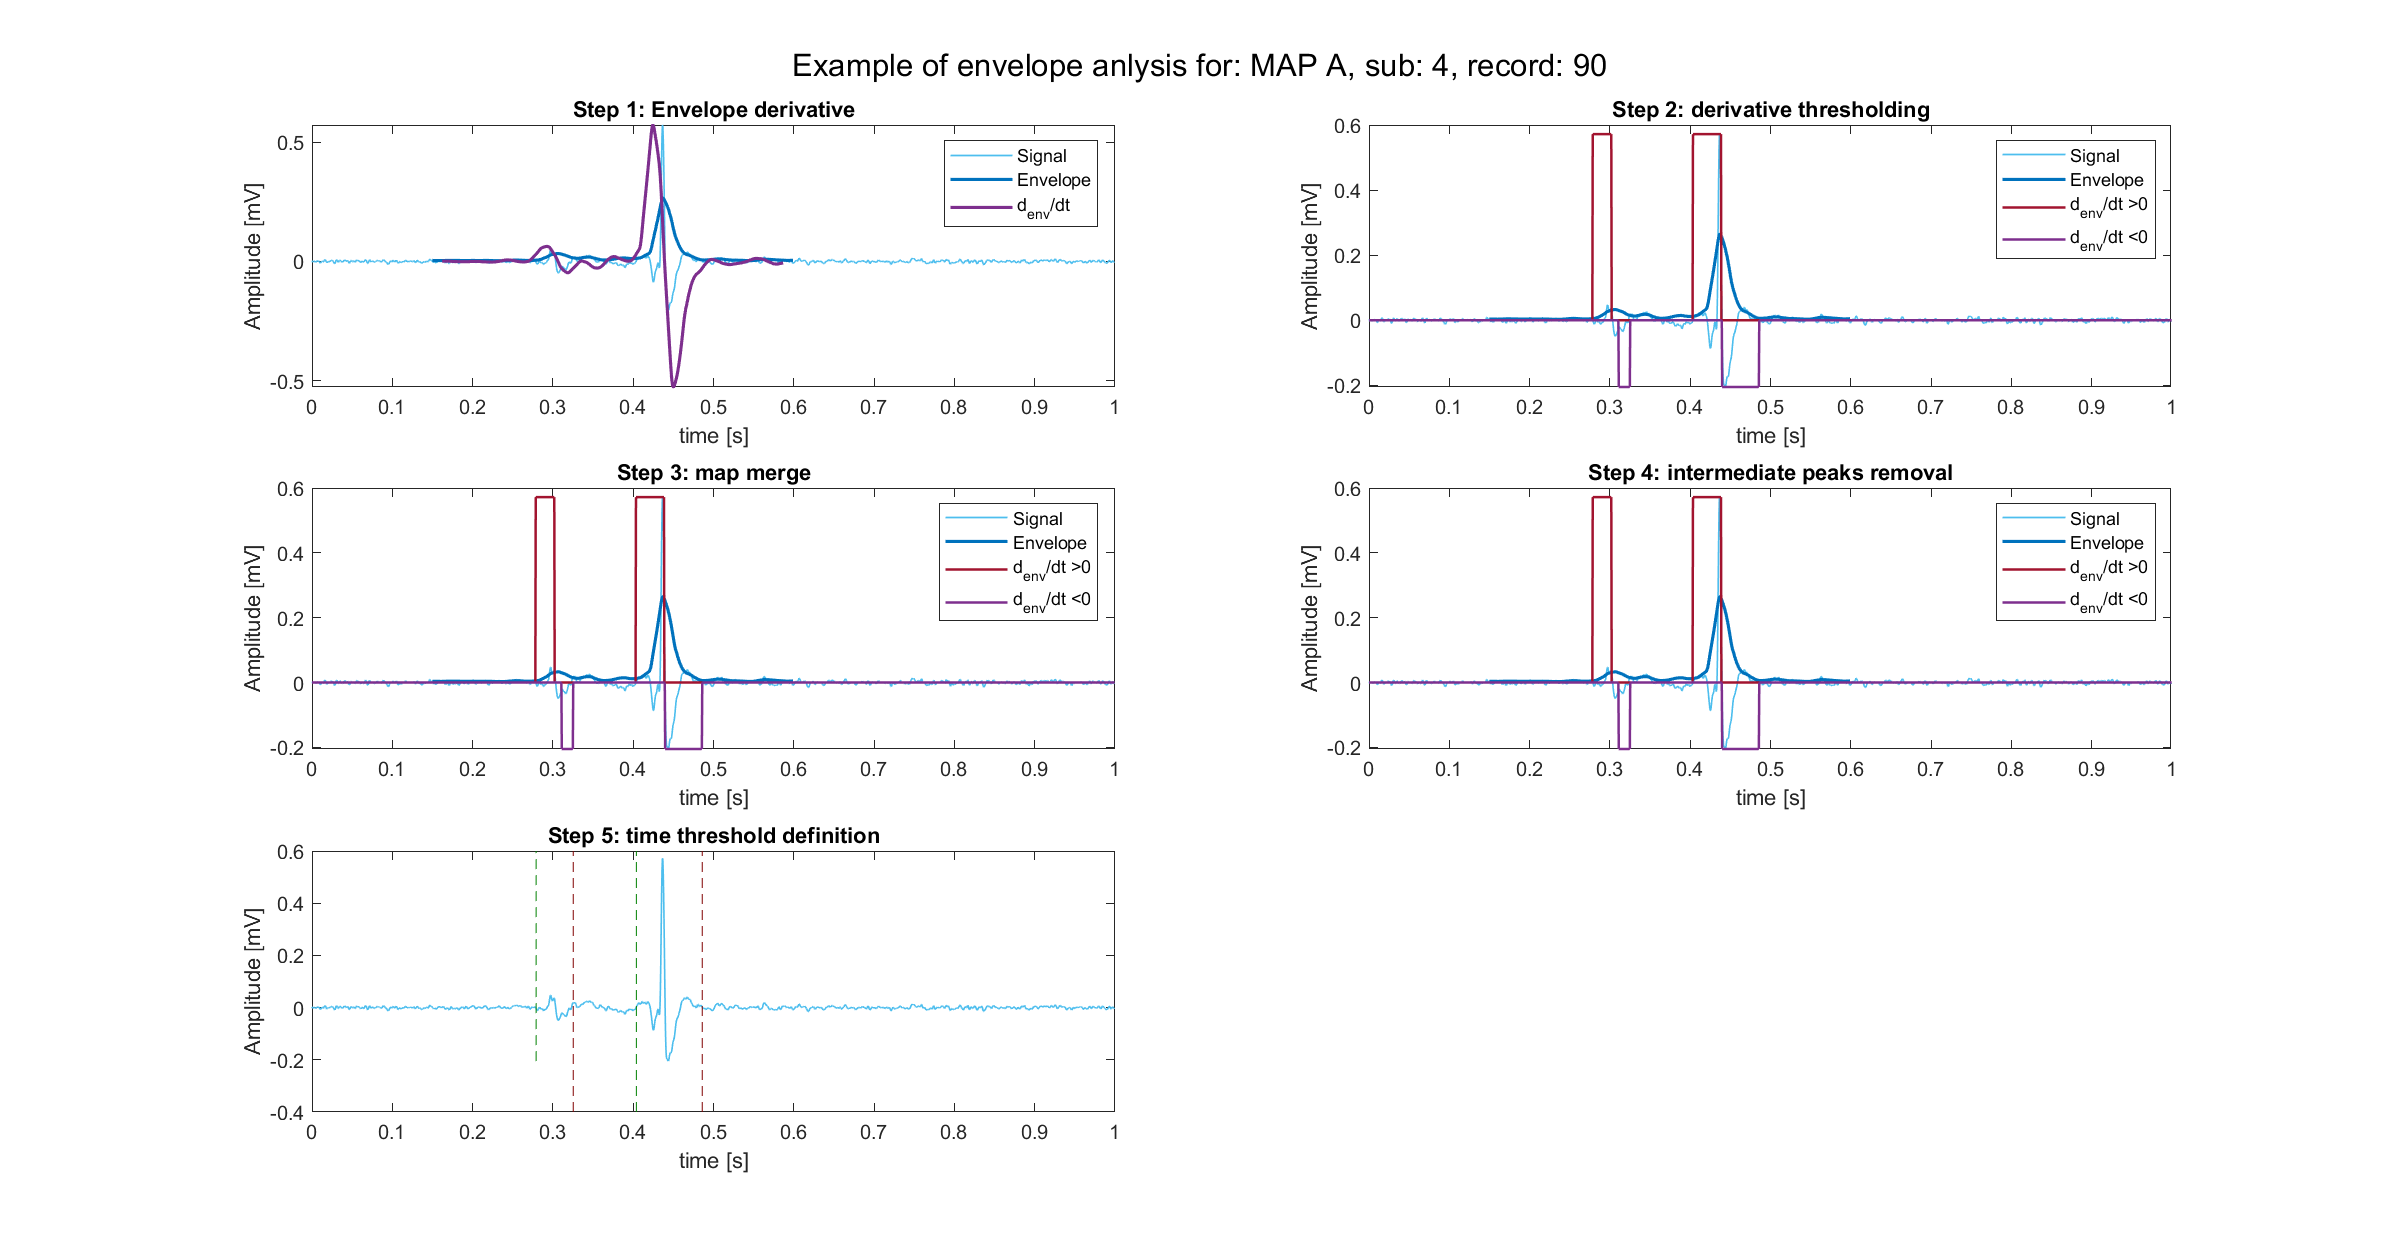 Example of envelope anlysis for: MAP A, sub: 4, record: 90
Step 1: Envelope derivative
0.5
0
-0.5
Amplitude [mV]
Signal
Envelope
d_env/dt
0 0.1 0.2 0.3 0.4 0.5 0.6 0.7 0.8 0.9 1
time [s]
Step 2: derivative thresholding
0.6
0.4
0.2
0
-0.2
Amplitude [mV]
Signal
Envelope
d_env/dt >0
d_env/dt <0
0 0.1 0.2 0.3 0.4 0.5 0.6 0.7 0.8 0.9 1
time [s]
Step 3: map merge
0.6
0.4
0.2
0
-0.2
Amplitude [mV]
Signal
Envelope
d_env/dt >0
d_env/dt <0
0 0.1 0.2 0.3 0.4 0.5 0.6 0.7 0.8 0.9 1
time [s]
Step 4: intermediate peaks removal
0.6
0.4
0.2
0
-0.2
Amplitude [mV]
Signal
Envelope
d_env/dt >0
d_env/dt <0
0 0.1 0.2 0.3 0.4 0.5 0.6 0.7 0.8 0.9 1
time [s]
Step 5: time threshold definition
0.6
0.4
0.2
0
-0.2
-0.4
Amplitude [mV]
0 0.1 0.2 0.3 0.4 0.5 0.6 0.7 0.8 0.9 1
time [s]